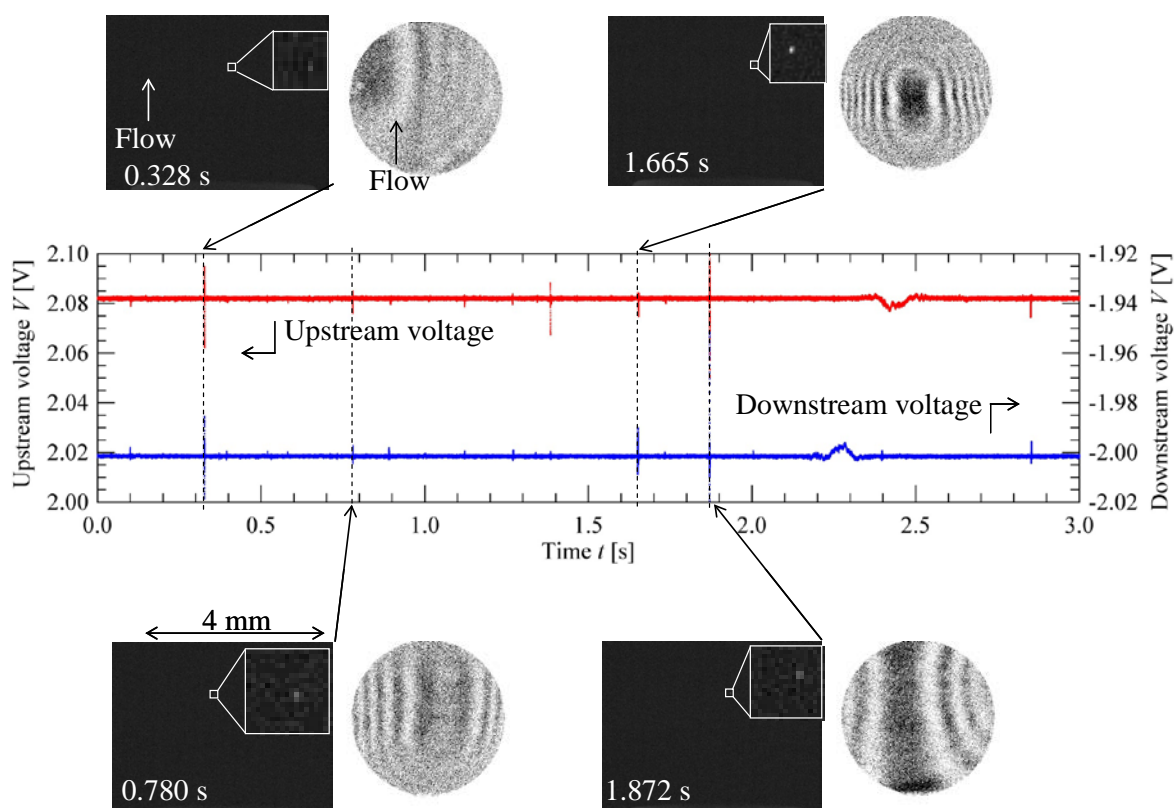 Flow
0.328 s
Flow
1.665 s
Upstream voltage V [V]
2.10
2.08
2.06
2.04
2.02
2.00
Upstream voltage
Downstream voltage
-1.92
-1.94
-1.96
-1.98
-2.00
-2.02
Downstream voltage V [V]
0.0 0.5 1.0 1.5 2.0 2.5 3.0
Time t [s]
4 mm
0.780 s
1.872 s